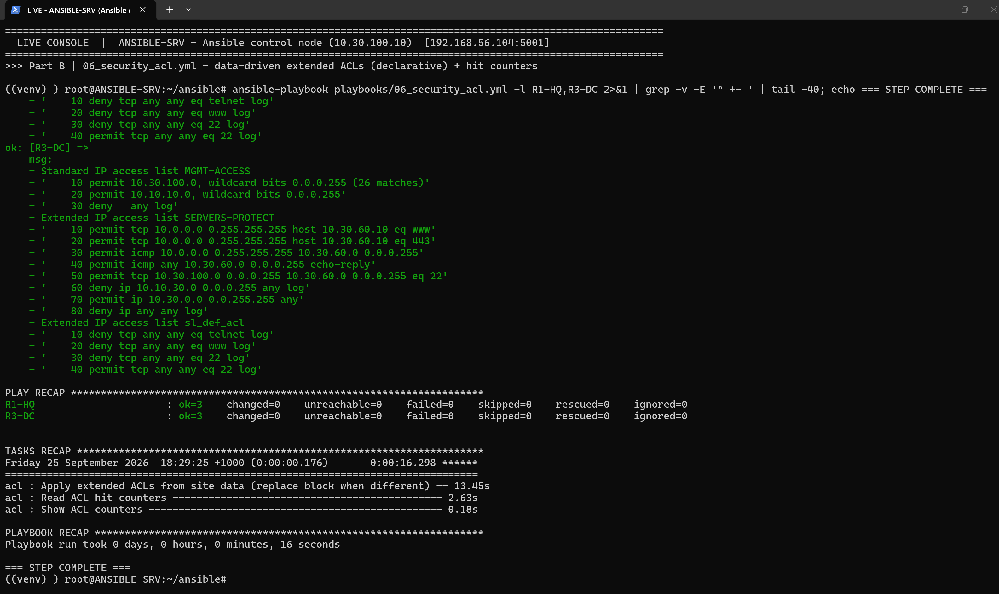 LIVE - ANSIBLE-SRV (Ansible c
====================================================================================================
LIVE CONSOLE | ANSIBLE-SRV - Ansible control node (10.30.100.10) [192.168.56.104:5001]
====================================================================================================
>>> Part B | 06_security_acl.yml - data-driven extended ACLs (declarative) + hit counters
((venv) ) root@ANSIBLE-SRV:~/ansible# ansible-playbook playbooks/06_security_acl.yml -l R1-HQ,R3-DC 2>&1 | grep -v -E '^ +- ' | tail -40; echo === STEP COMPLETE ===
    - '    10 deny tcp any any eq telnet log'
    - '    20 deny tcp any any eq www log'
    - '    30 deny tcp any any eq 22 log'
    - '    40 permit tcp any any eq 22 log'
ok: [R3-DC] =>
    msg:
    - Standard IP access list MGMT-ACCESS
    - '    10 permit 10.30.100.0, wildcard bits 0.0.0.255 (26 matches)'
    - '    20 permit 10.10.10.0, wildcard bits 0.0.0.255'
    - '    30 deny   any log'
    - Extended IP access list SERVERS-PROTECT
    - '    10 permit tcp 10.0.0.0 0.255.255.255 host 10.30.60.10 eq www'
    - '    20 permit tcp 10.0.0.0 0.255.255.255 host 10.30.60.10 eq 443'
    - '    30 permit icmp 10.0.0.0 0.255.255.255 10.30.60.0 0.0.0.255'
    - '    40 permit icmp any 10.30.60.0 0.0.0.255 echo-reply'
    - '    50 permit tcp 10.30.100.0 0.0.0.255 10.30.60.0 0.0.0.255 eq 22'
    - '    60 deny ip 10.10.30.0 0.0.0.255 any log'
    - '    70 permit ip 10.30.0.0 0.0.255.255 any'
    - '    80 deny ip any any log'
    - Extended IP access list sl_def_acl
    - '    10 deny tcp any any eq telnet log'
    - '    20 deny tcp any any eq www log'
    - '    30 deny tcp any any eq 22 log'
    - '    40 permit tcp any any eq 22 log'
PLAY RECAP *********************************************************************
R1-HQ                      : ok=3    changed=0    unreachable=0    failed=0    skipped=0    rescued=0    ignored=0
R3-DC                      : ok=3    changed=0    unreachable=0    failed=0    skipped=0    rescued=0    ignored=0
TASKS RECAP ********************************************************************
Friday 25 September 2026  18:29:25 +1000 (0:00:00.176)       0:00:16.298 ******
===============================================================================
acl : Apply extended ACLs from site data (replace block when different) -- 13.45s
acl : Read ACL hit counters --------------------------------------------- 2.63s
acl : Show ACL counters ------------------------------------------------- 0.18s
PLAYBOOK RECAP *****************************************************************
Playbook run took 0 days, 0 hours, 0 minutes, 16 seconds
=== STEP COMPLETE ===
((venv) ) root@ANSIBLE-SRV:~/ansible#